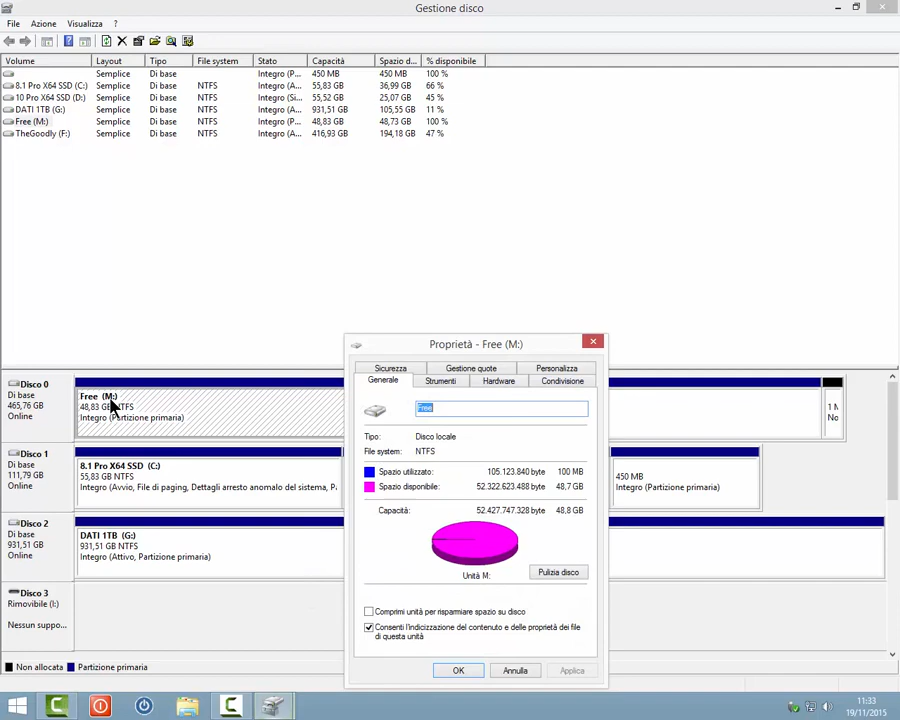 Gestione disco
File Azione Visualizza ?
Volume Layout Tipo File system Stato Capacità Spazio d... % disponibile
Semplice Di base Integro (P... 450 MB 450 MB 100 %
8.1 Pro X64 SSD (C:) Semplice Di base NTFS Integro (A... 55,83 GB 36,99 GB 66 %
10 Pro X64 SSD (D:) Semplice Di base NTFS Integro (Si... 55,52 GB 25,07 GB 45 %
DATI 1TB (G:) Semplice Di base NTFS Integro (A... 931,51 GB 105,55 GB 11 %
Free (M:) Semplice Di base NTFS Integro (P... 48,83 GB 48,73 GB 100 %
TheGoodly (F:) Semplice Di base NTFS Integro (A... 416,93 GB 194,18 GB 47 %
Disco 0
Di base
465,76 GB
Online
Free (M:)
48,83 GB NTFS
Integro (Partizione primaria)
1 M
No
Disco 1
Di base
111,79 GB
Online
8.1 Pro X64 SSD (C:)
55,83 GB NTFS
Integro (Avvio, File di paging, Dettagli arresto anomalo del sistema, Pa
450 MB
Integro (Partizione primaria)
Disco 2
Di base
931,51 GB
Online
DATI 1TB (G:)
931,51 GB NTFS
Integro (Attivo, Partizione primaria)
Disco 3
Rimovibile (I:)
Nessun suppo...
Non allocata Partizione primaria
Proprietà - Free (M:)
Sicurezza Gestione quote Personalizza
Generale Strumenti Hardware Condivisione
Free
Tipo: Disco locale
File system: NTFS
Spazio utilizzato: 105.123.840 byte 100 MB
Spazio disponibile: 52.322.623.488 byte 48,7 GB
Capacità: 52.427.747.328 byte 48,8 GB
Unità M:
Pulizia disco
Comprimi unità per risparmiare spazio su disco
Consenti l'indicizzazione del contenuto e delle proprietà dei file
di questa unità
OK Annulla Applica
11:33
19/11/2015